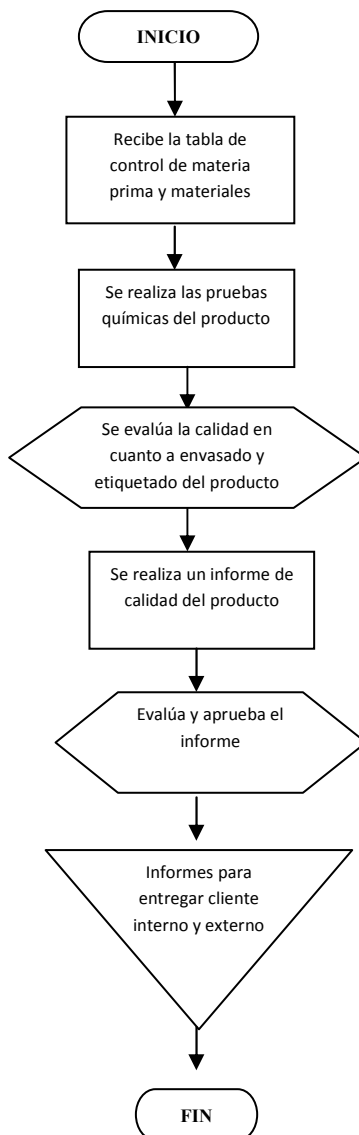 INICIO
Recibe la tabla de
control de materia
prima y materiales
Se realiza las pruebas
químicas del producto
Se evalúa la calidad en
cuanto a envasado y
etiquetado del producto
Se realiza un informe de
calidad del producto
Evalúa y aprueba el
informe
Informes para
entregar cliente
interno y externo
FIN